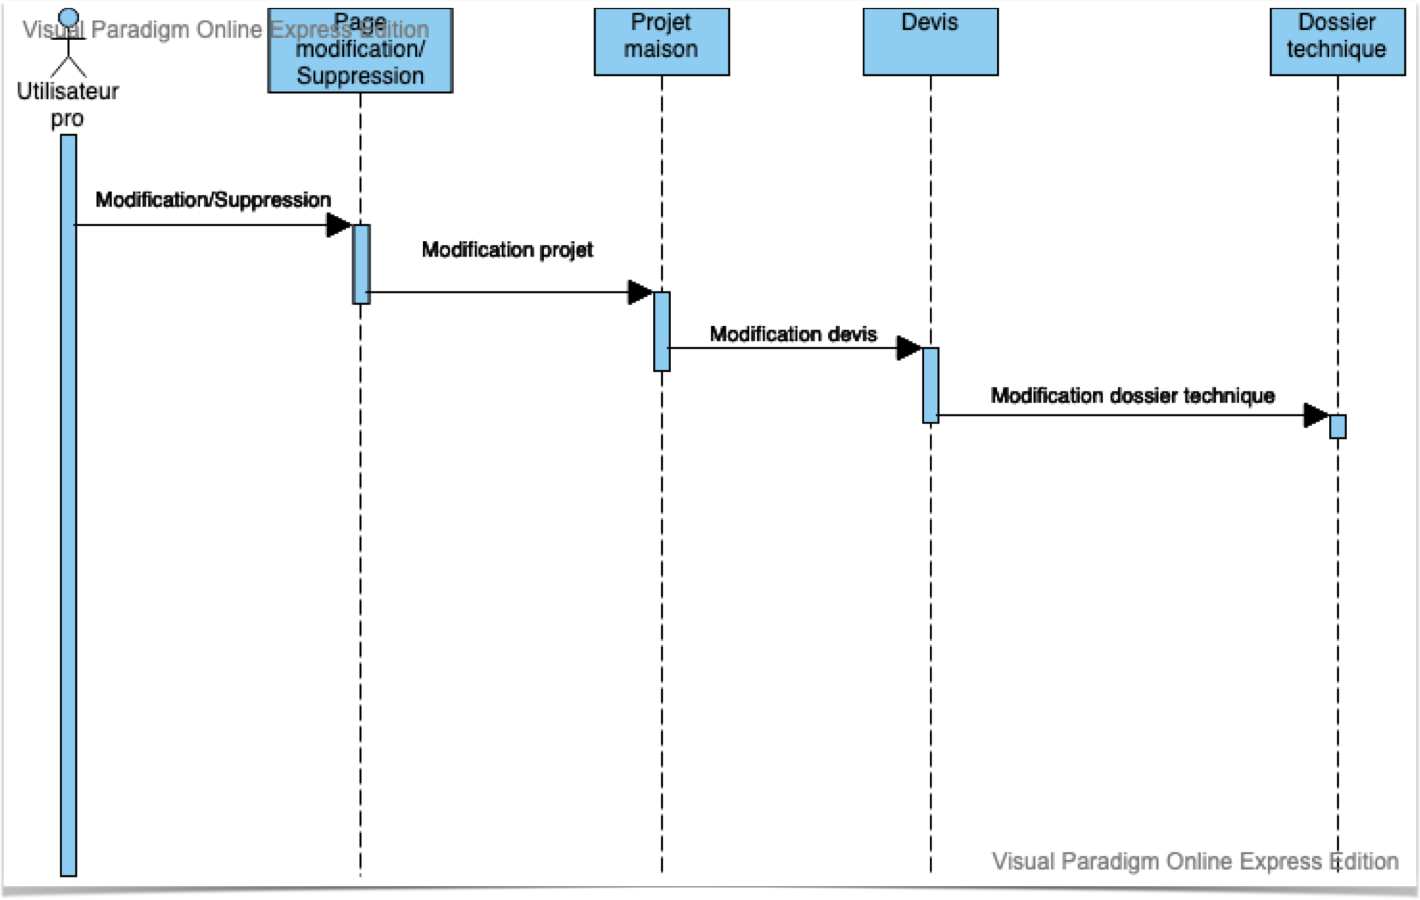 Visual Paradigm Online Express Edition
Utilisateur
pro
Page
modification/
Suppression
Projet
maison
Devis
Dossier
technique
Modification/Suppression
Modification projet
Modification devis
Modification dossier technique
Visual Paradigm Online Express Edition